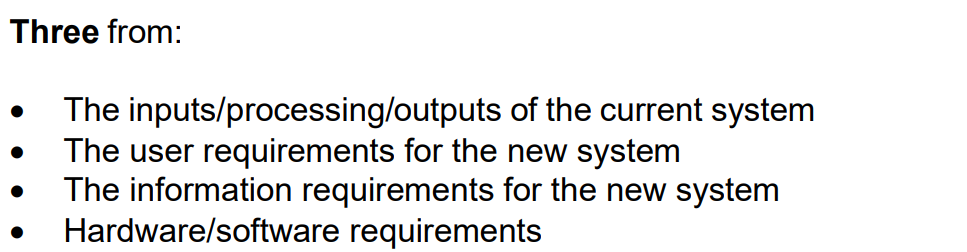 Three from:
• The inputs/processing/outputs of the current system
• The user requirements for the new system
• The information requirements for the new system
• Hardware/software requirements